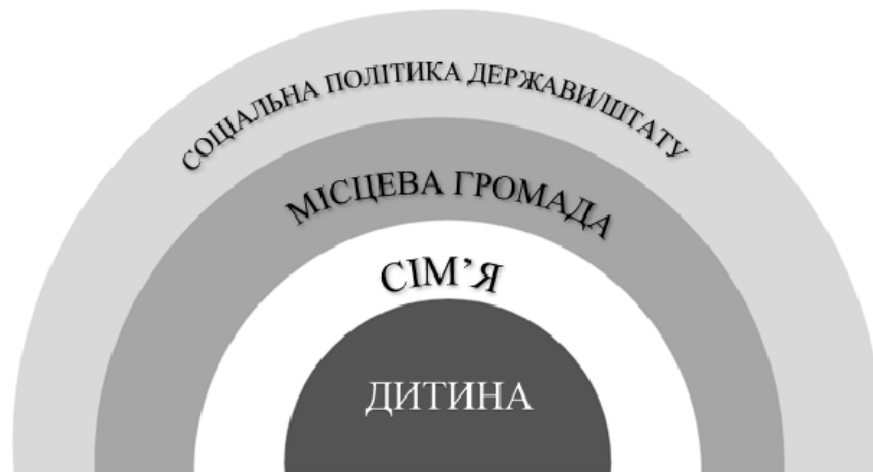 СОЦІАЛЬНА ПОЛІТИКА ДЕРЖАВИ/ШТАТУ
МІСЦЕВА ГРОМАДА
СІМ’Я
ДИТИНА